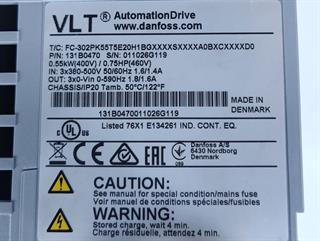 VLT® AutomationDrive
www.danfoss.com
T/C: FC-302PK55T5E20H1BGXXXXSXXXXA0BXCXXXXD0
P/N: 131B0470 S/N: 011026G119
0.55kW(400V) / 0.75HP(460V)
IN: 3x380-500V 50/60Hz 1.6/1.4A
OUT: 3x0-Vin 0-590Hz 1.8/1.6A
CHASSIS/IP20 Tamb. 50°C/122°F
MADE IN
DENMARK
131B0470011026G119
Listed 76X1 E134261 IND. CONT. EQ.
c UL US
CE
Danfoss A/S
6430 Nordborg
Denmark
CAUTION:
See manual for special condition/mains fuse
Voir manuel de conditions spéciales/fusibles
WARNING:
Stored charge, wait 4 min.
Charge résiduelle, attendez 4 min.